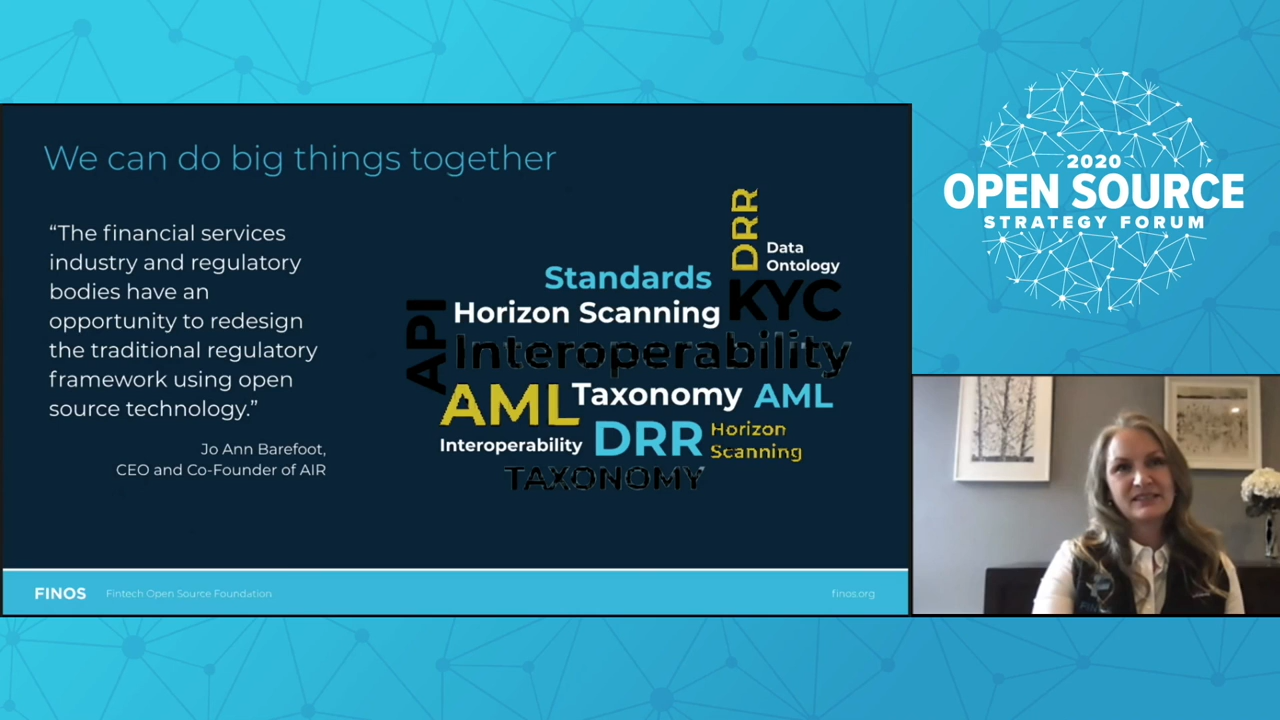 We can do big things together
“The financial services
industry and regulatory
bodies have an
opportunity to redesign
the traditional regulatory
framework using open
source technology.”
Jo Ann Barefoot,
CEO and Co-Founder of AIR
DRR
Data
Ontology
Standards
KYC
API
Horizon Scanning
Interoperability
AML
Taxonomy
AML
Interoperability
DRR
Horizon
Scanning
TAXONOMY
FINOS
Fintech Open Source Foundation
finos.org
2020
OPEN SOURCE
STRATEGY FORUM